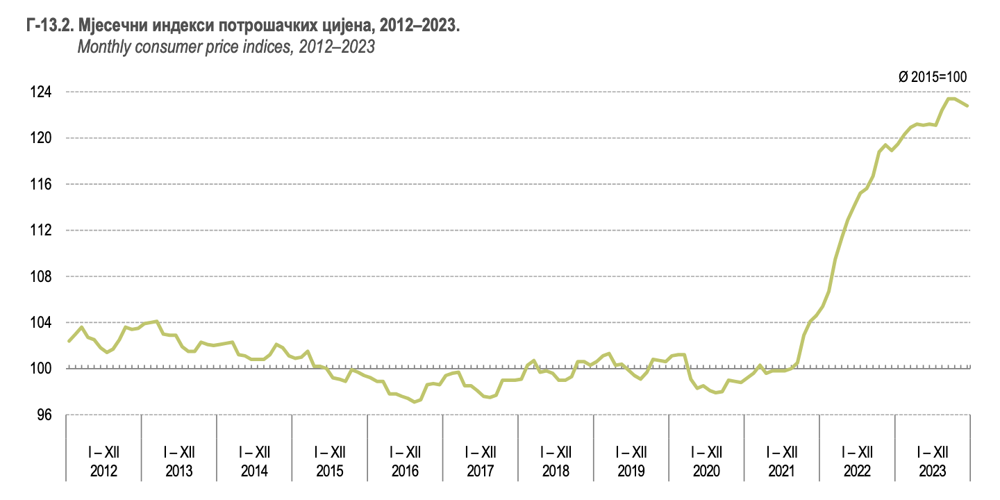 Г-13.2. Мјесечни индекси потрошачких цијена, 2012–2023.
Monthly consumer price indices, 2012–2023
Ø 2015=100
124
120
116
112
108
104
100
96
I – XII I – XII I – XII I – XII I – XII I – XII I – XII I – XII I – XII I – XII I – XII I – XII
2012 2013 2014 2015 2016 2017 2018 2019 2020 2021 2022 2023